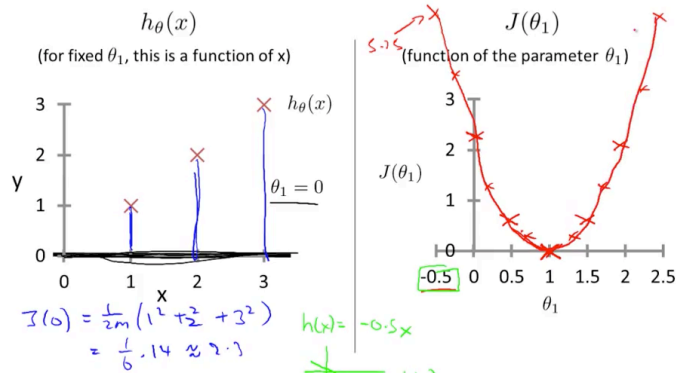 hθ(x)
(for fixed θ₁, this is a function of x)
3
2
1
0
y
0 1 2 3
x
hθ(x)
θ₁ = 0
J(0) = 1/2m (1² + 2² + 3²)
= 1/6 · 14 ≈ 2.3
h(x) = -0.5x
J(θ₁)
5.25
(function of the parameter θ₁)
3
2
1
0
J(θ₁)
-0.5 0 0.5 1 1.5 2 2.5
θ₁